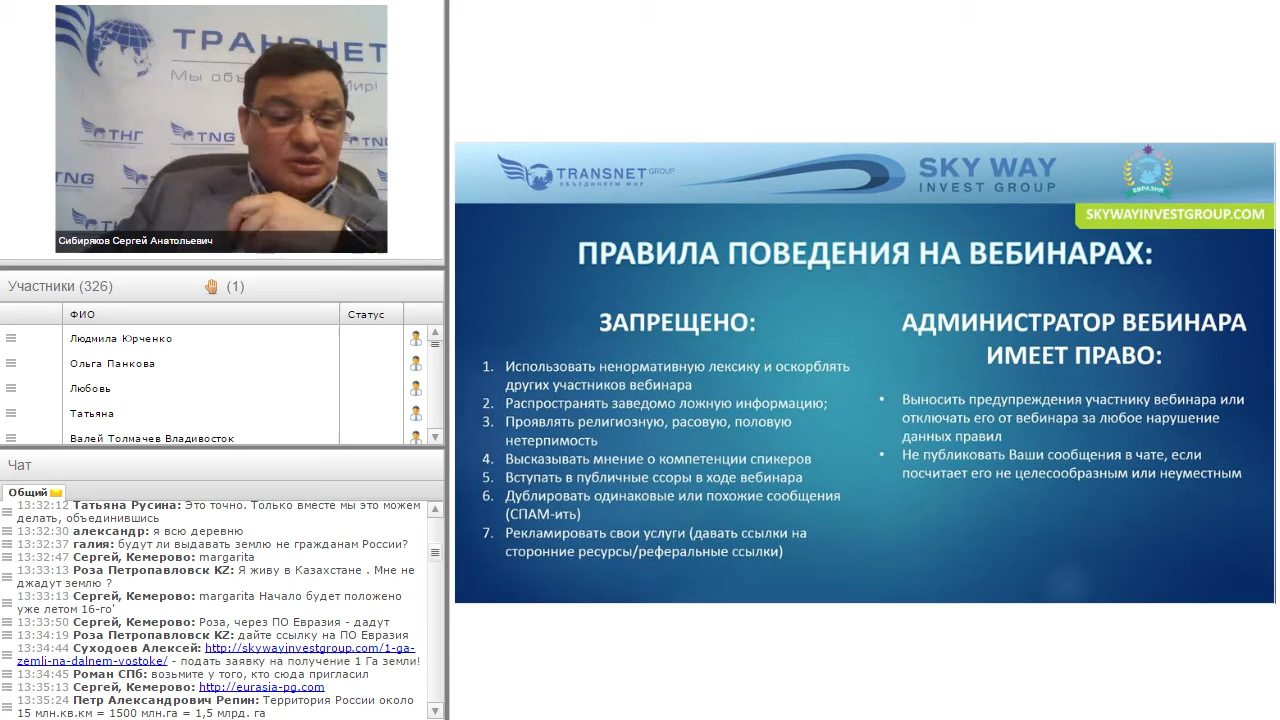 ТРАНСНЕТ
ТНГ
TNG
TNG
TNG
Сибиряков Сергей Анатольевич
Участники (326)
(1)
ФИО
Статус
Людмила Юрченко
Ольга Панкова
Любовь
Татьяна
Валей Толмачев Владивосток
Чат
Общий
13:32:12 Татьяна Русина: Это точно. Только вместе мы это можем
делать, объединившись
13:32:30 александр: я всю деревню
13:32:37 галия: будут ли выдавать землю не гражданам России?
13:32:47 Сергей, Кемерово: margarita
13:33:13 Роза Петропавловск KZ: Я живу в Казахстане . Мне не
джадут землю ?
13:33:13 Сергей, Кемерово: margarita Начало будет положено
уже летом 16-го'
13:33:50 Сергей, Кемерово: Роза, через ПО Евразия - дадут
13:34:19 Роза Петропавловск KZ: дайте ссылку на ПО Евразия
13:34:44 Суходоев Алексей: http://skywayinvestgroup.com/1-ga-
zemli-na-dalnem-vostoke/ - подать заявку на получение 1 Га земли!
13:34:45 Роман СПб: возьмите у того, кто сюда пригласил
13:35:13 Сергей, Кемерово: http://eurasia-pg.com
13:35:24 Петр Александрович Репин: Территория России около
15 млн.кв.км = 1500 млн.га = 1,5 млрд. га
TRANSNET GROUP
ОБЪЕДИНЯЕМ МИР
SKY WAY
INVEST GROUP
ЕВРАЗИЯ
SKYWAYINVESTGROUP.COM
ПРАВИЛА ПОВЕДЕНИЯ НА ВЕБИНАРАХ:
ЗАПРЕЩЕНО:
1. Использовать ненормативную лексику и оскорблять
других участников вебинара
2. Распространять заведомо ложную информацию;
3. Проявлять религиозную, расовую, половую
нетерпимость
4. Высказывать мнение о компетенции спикеров
5. Вступать в публичные ссоры в ходе вебинара
6. Дублировать одинаковые или похожие сообщения
(СПАМ-ить)
7. Рекламировать свои услуги (давать ссылки на
сторонние ресурсы/реферальные ссылки)
АДМИНИСТРАТОР ВЕБИНАРА
ИМЕЕТ ПРАВО:
• Выносить предупреждения участнику вебинара или
отключать его от вебинара за любое нарушение
данных правил
• Не публиковать Ваши сообщения в чате, если
посчитает его не целесообразным или неуместным